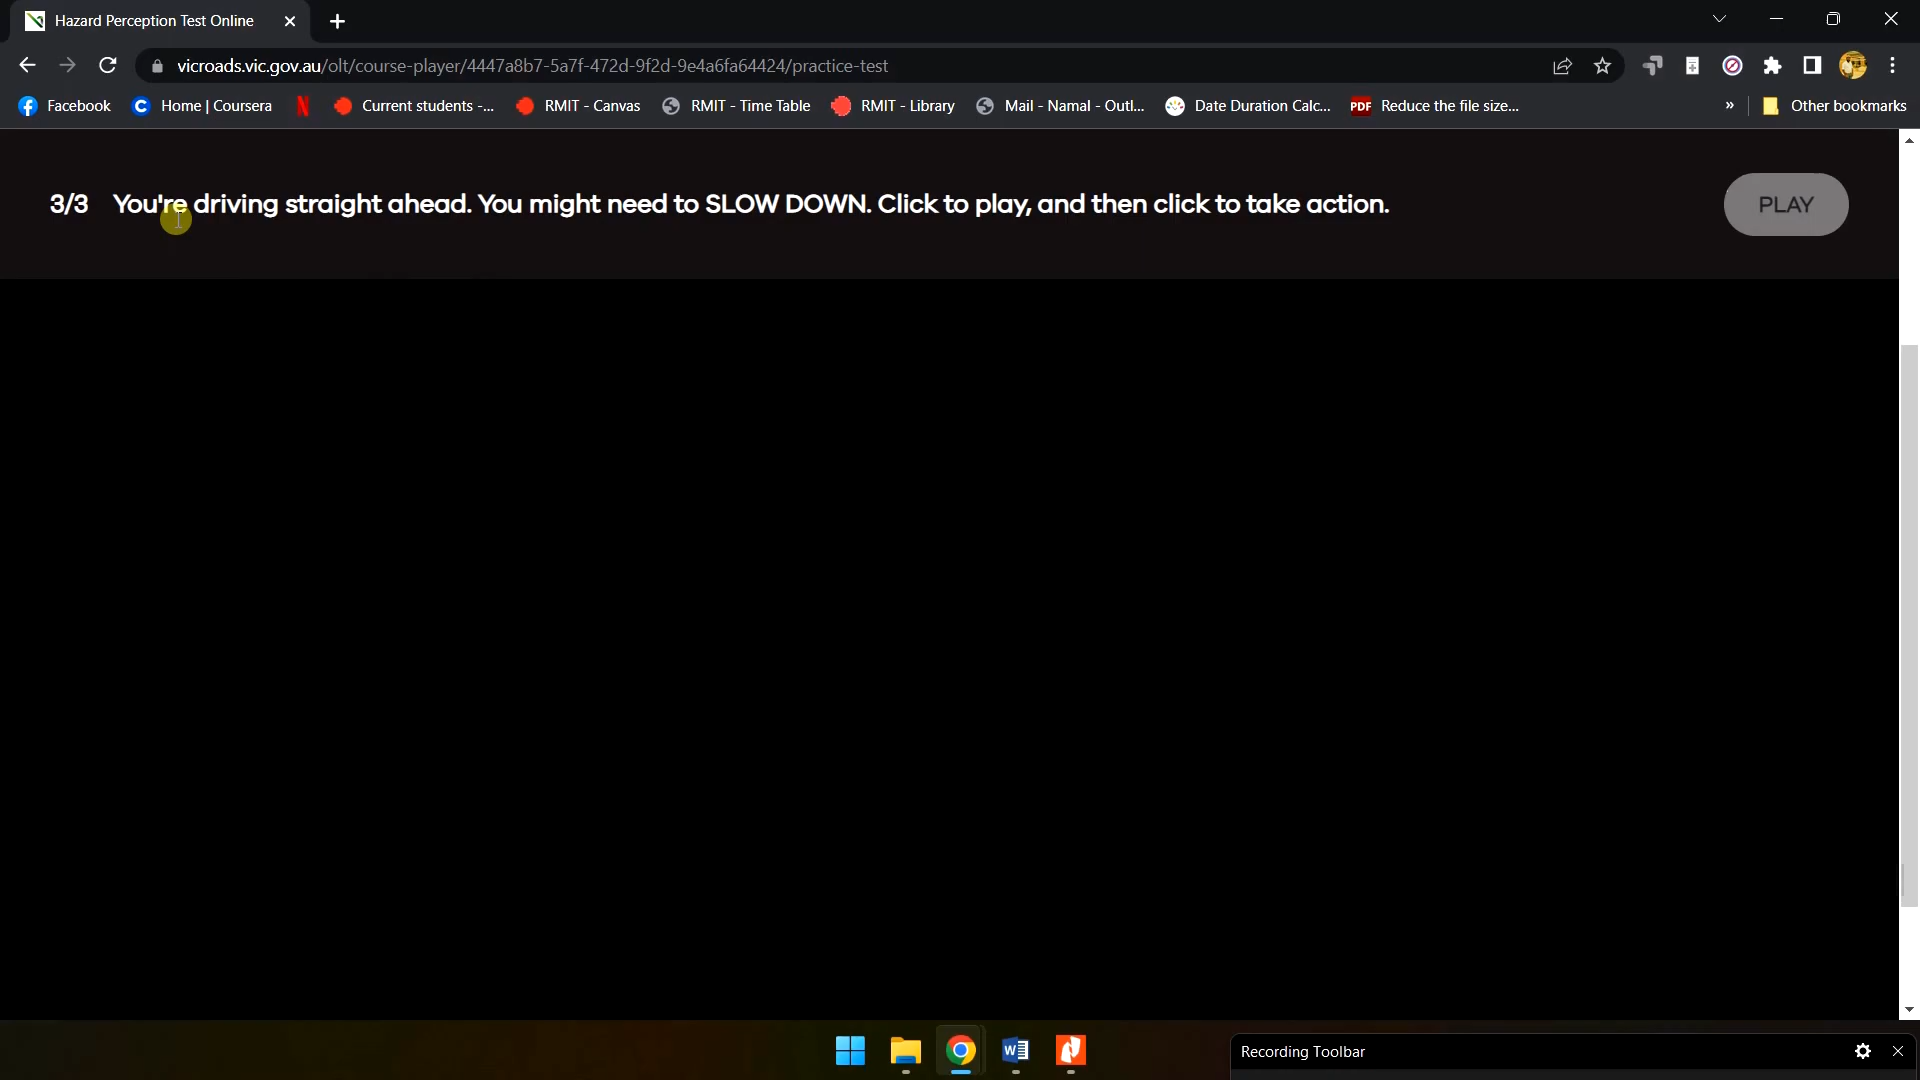 Hazard Perception Test Online
vicroads.vic.gov.au/olt/course-player/4447a8b7-5a7f-472d-9f2d-9e4a6fa64424/practice-test
Facebook Home | Coursera Current students -... RMIT - Canvas RMIT - Time Table RMIT - Library Mail - Namal - Outl... Date Duration Calc... PDF Reduce the file size... » Other bookmarks
3/3 You're driving straight ahead. You might need to SLOW DOWN. Click to play, and then click to take action. PLAY
Recording Toolbar